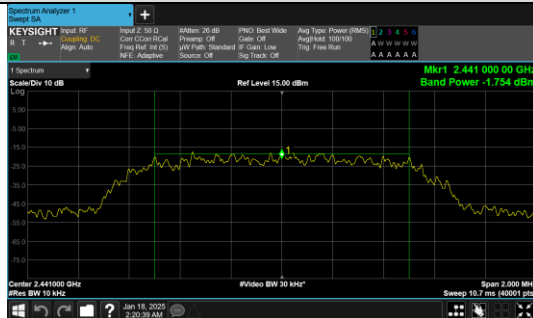 Spectrum Analyzer 1
Swept SA
KEYSIGHT
R T
Input: RF
Coupling: DC
Align: Auto
Input Z: 50 Ω
Corr CCorr RCal
Freq Ref: Int (S)
NFE: Adaptive
#Atten: 26 dB
Preamp: Off
µW Path: Standard
Source: Off
PNO: Best Wide
Gate: Off
IF Gain: Low
Sig Track: Off
Avg Type: Power (RMS)
Avg|Hold: 100/100
Trig: Free Run
1 2 3 4 5 6
A W W W W W
A A A A A A
1 Spectrum
Scale/Div 10 dB
Ref Level 15.00 dBm
Mkr1 2.441 000 00 GHz
Band Power -1.754 dBm
Log
5.00
-5.00
-15.0
-25.0
-35.0
-45.0
-55.0
-65.0
-75.0
1
Center 2.441000 GHz
#Res BW 10 kHz
#Video BW 30 kHz*
Span 2.000 MHz
Sweep 10.7 ms (40001 pts)
?
Jan 18, 2025
2:20:39 AM